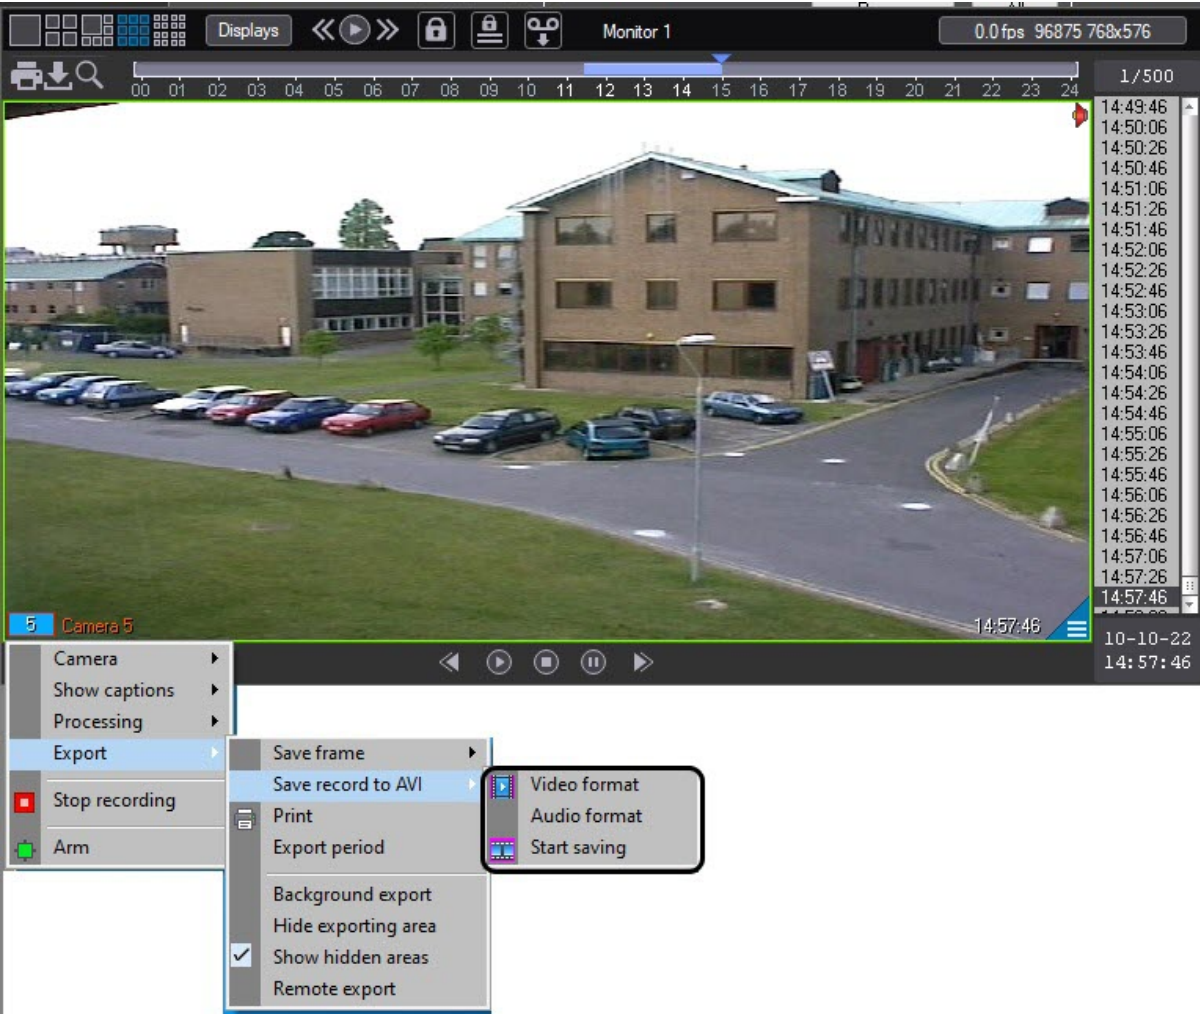 Displays
Monitor 1
0.0 fps 96875 768x576
00 01 02 03 04 05 06 07 08 09 10 11 12 13 14 15 16 17 18 19 20 21 22 23 24
1/500
14:49:46
14:50:06
14:50:26
14:50:46
14:51:06
14:51:26
14:51:46
14:52:06
14:52:26
14:52:46
14:53:06
14:53:26
14:53:46
14:54:06
14:54:26
14:54:46
14:55:06
14:55:26
14:55:46
14:56:06
14:56:26
14:56:46
14:57:06
14:57:26
14:57:46
5 Camera 5
14:57:46
10-10-22
14:57:46
Camera
Show captions
Processing
Export
Stop recording
Arm
Save frame
Save record to AVI
Print
Export period
Background export
Hide exporting area
Show hidden areas
Remote export
Video format
Audio format
Start saving